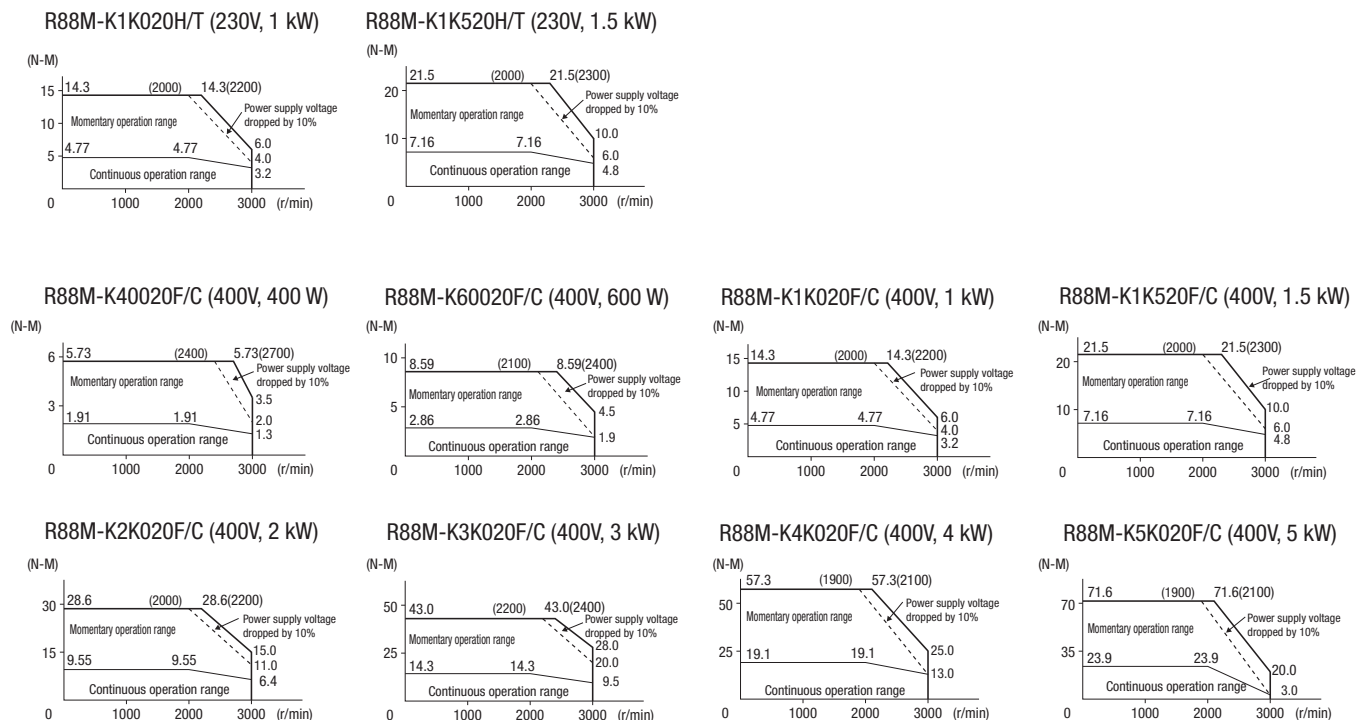 R88M-K1K020H/T (230V, 1 kW)
(N-M)
15
10
5
0
14.3
(2000)
14.3(2200)
Power supply voltage
dropped by 10%
Momentary operation range
4.77
4.77
Continuous operation range
6.0
4.0
3.2
1000
2000
3000
(r/min)
R88M-K1K520H/T (230V, 1.5 kW)
(N-M)
20
10
0
21.5
(2000)
21.5(2300)
Power supply voltage
dropped by 10%
Momentary operation range
7.16
7.16
Continuous operation range
10.0
6.0
4.8
1000
2000
3000
(r/min)
R88M-K40020F/C (400V, 400 W)
(N-M)
6
3
0
5.73
(2400)
5.73(2700)
Power supply voltage
dropped by 10%
Momentary operation range
1.91
1.91
Continuous operation range
3.5
2.0
1.3
1000
2000
3000
(r/min)
R88M-K60020F/C (400V, 600 W)
(N-M)
10
5
0
8.59
(2100)
8.59(2400)
Power supply voltage
dropped by 10%
Momentary operation range
2.86
2.86
Continuous operation range
4.5
1.9
1000
2000
3000
(r/min)
R88M-K1K020F/C (400V, 1 kW)
(N-M)
15
10
5
0
14.3
(2000)
14.3(2200)
Power supply voltage
dropped by 10%
Momentary operation range
4.77
4.77
Continuous operation range
6.0
4.0
3.2
1000
2000
3000
(r/min)
R88M-K1K520F/C (400V, 1.5 kW)
(N-M)
20
10
0
21.5
(2000)
21.5(2300)
Power supply voltage
dropped by 10%
Momentary operation range
7.16
7.16
Continuous operation range
10.0
6.0
4.8
1000
2000
3000
(r/min)
R88M-K2K020F/C (400V, 2 kW)
(N-M)
30
15
0
28.6
(2000)
28.6(2200)
Power supply voltage
dropped by 10%
Momentary operation range
9.55
9.55
Continuous operation range
15.0
11.0
6.4
1000
2000
3000
(r/min)
R88M-K3K020F/C (400V, 3 kW)
(N-M)
50
25
0
43.0
(2200)
43.0(2400)
Power supply voltage
dropped by 10%
Momentary operation range
14.3
14.3
Continuous operation range
28.0
20.0
9.5
1000
2000
3000
(r/min)
R88M-K4K020F/C (400V, 4 kW)
(N-M)
50
25
0
57.3
(1900)
57.3(2100)
Power supply voltage
dropped by 10%
Momentary operation range
19.1
19.1
Continuous operation range
25.0
13.0
1000
2000
3000
(r/min)
R88M-K5K020F/C (400V, 5 kW)
(N-M)
70
35
0
71.6
(1900)
71.6(2100)
Power supply voltage
dropped by 10%
Momentary operation range
23.9
23.9
Continuous operation range
20.0
3.0
1000
2000
3000
(r/min)